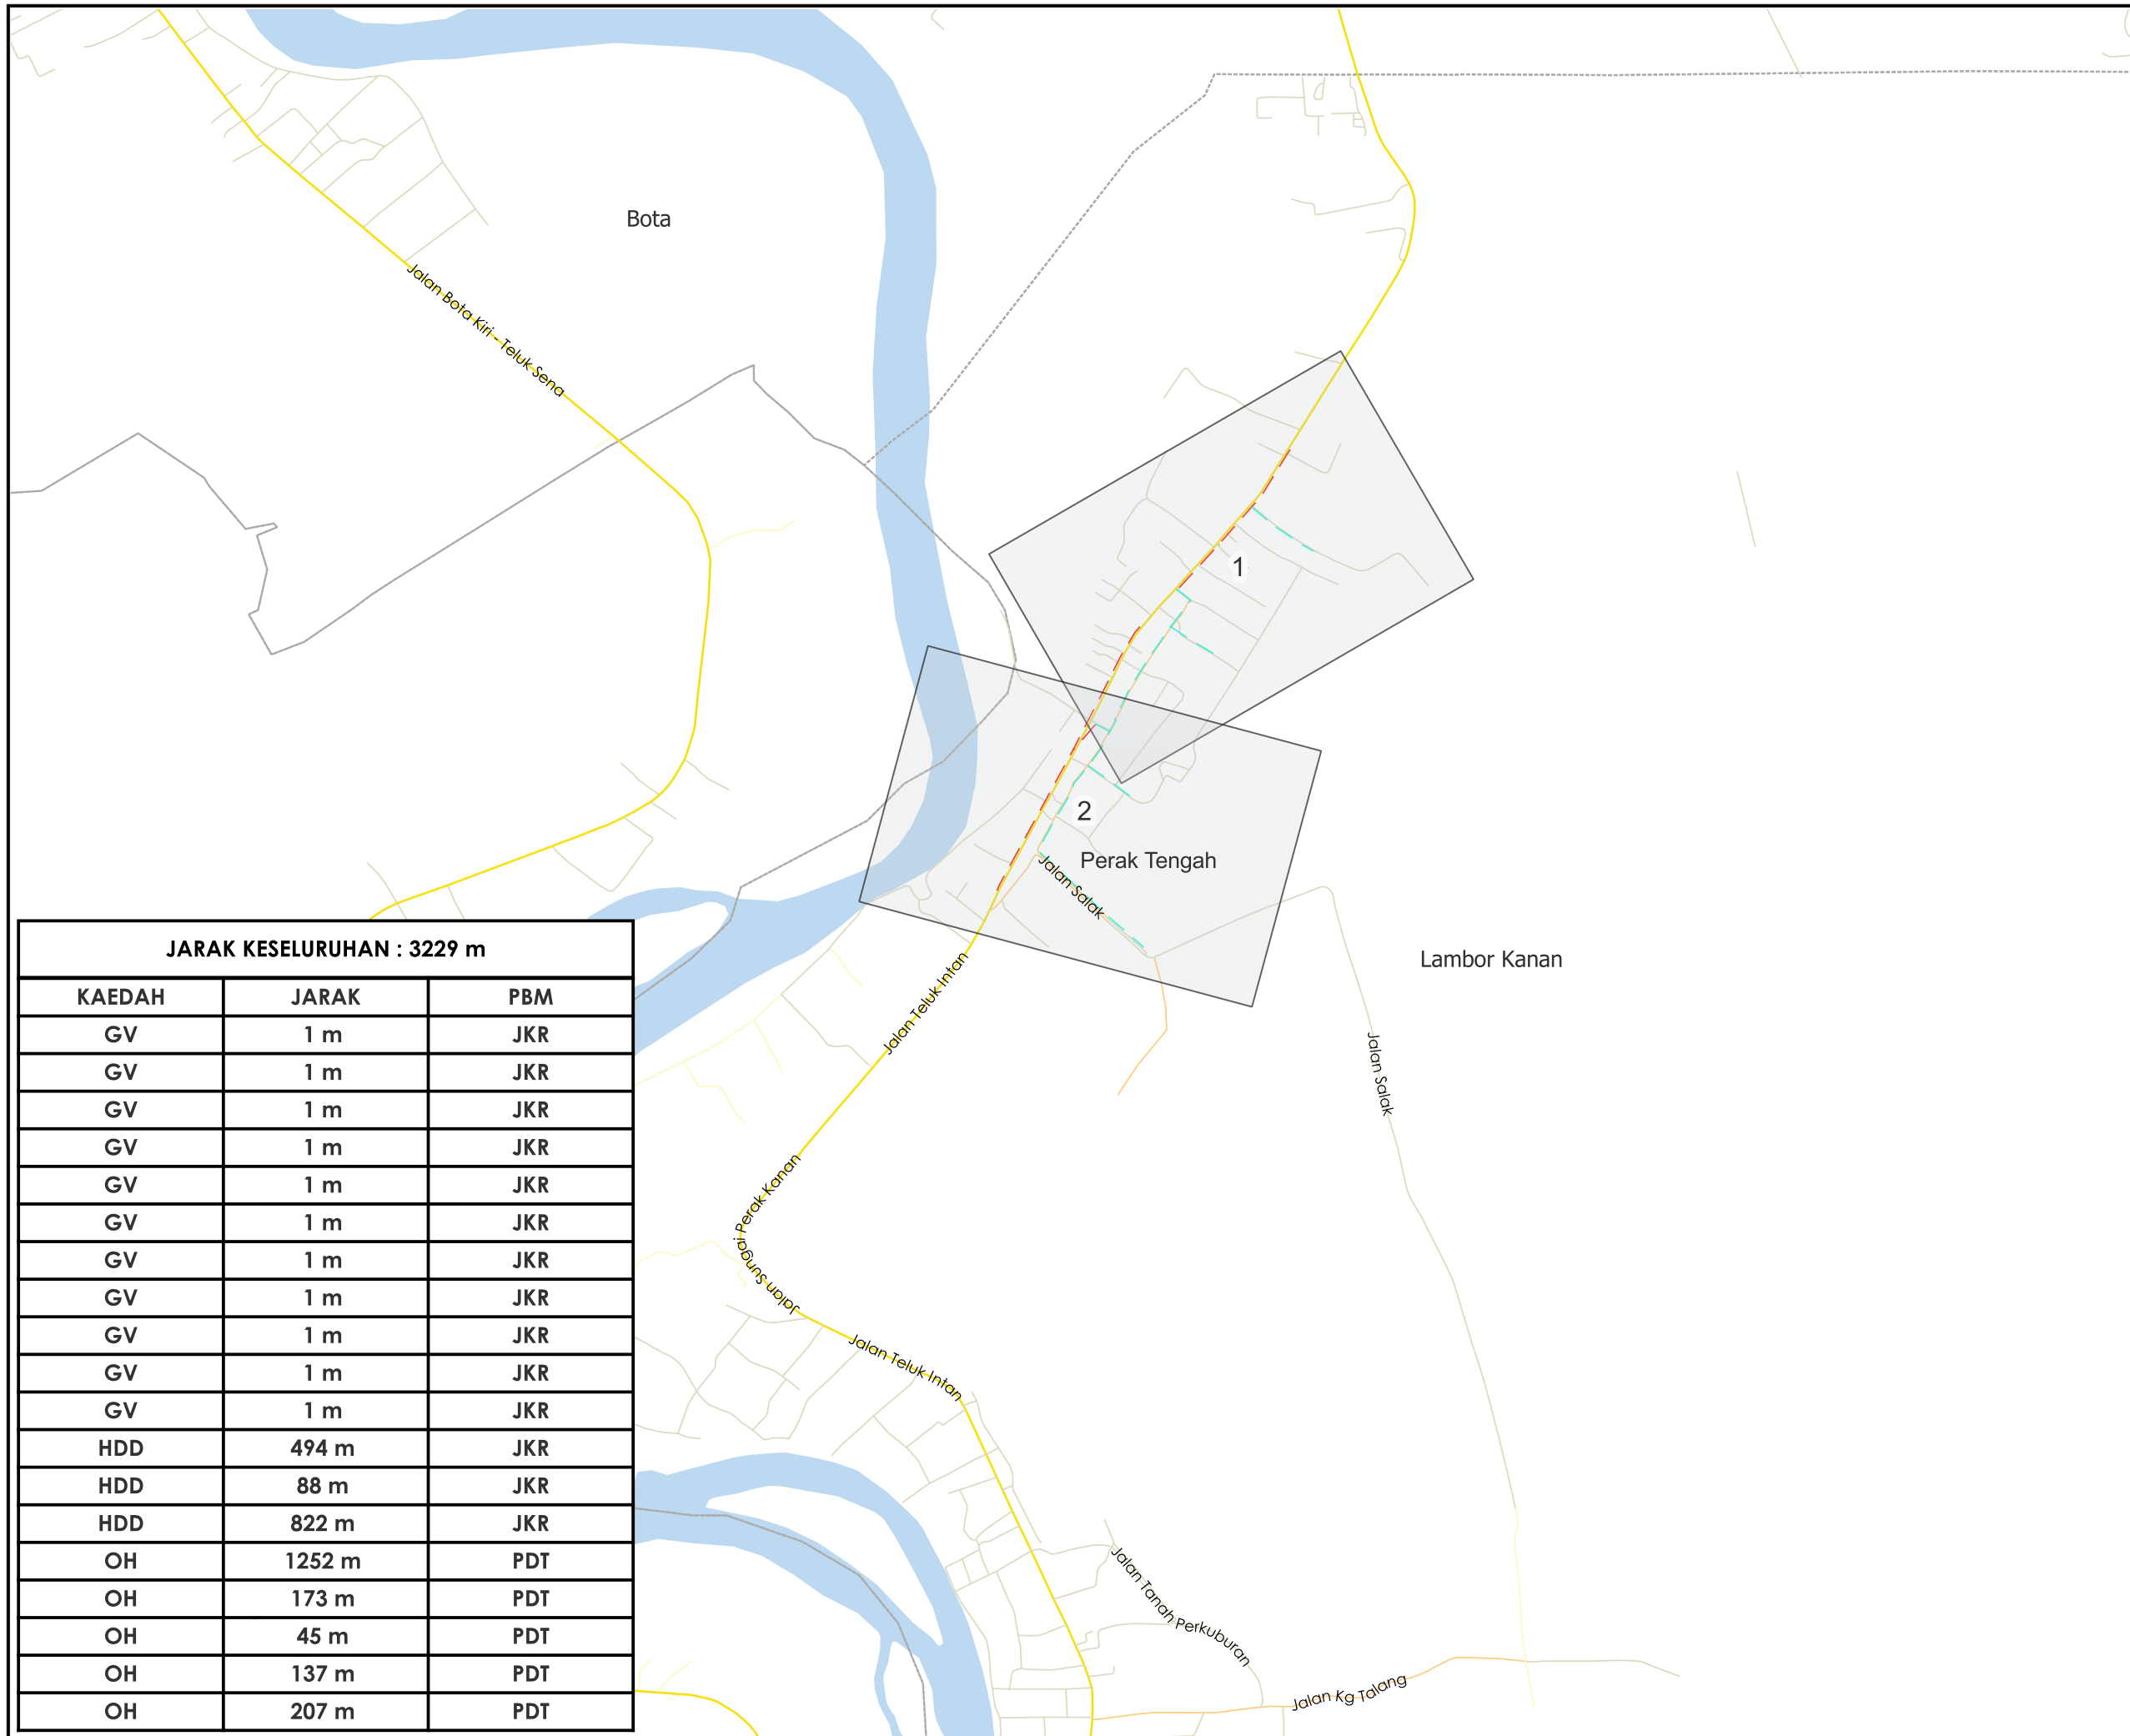 Bota
Jalan Bota Kiri - Teluk Sena
1
2
Perak Tengah
Jalan Salak
Lambor Kanan
Jalan Teluk Intan
Jalan Salak
Jalan Sungai Perak Kanan
Jalan Teluk Intan
Jalan Tanah Perkuburan
Jalan Kg Talang
JARAK KESELURUHAN : 3229 m
KAEDAH JARAK PBM
GV 1 m JKR
GV 1 m JKR
GV 1 m JKR
GV 1 m JKR
GV 1 m JKR
GV 1 m JKR
GV 1 m JKR
GV 1 m JKR
GV 1 m JKR
GV 1 m JKR
GV 1 m JKR
HDD 494 m JKR
HDD 88 m JKR
HDD 822 m JKR
OH 1252 m PDT
OH 173 m PDT
OH 45 m PDT
OH 137 m PDT
OH 207 m PDT